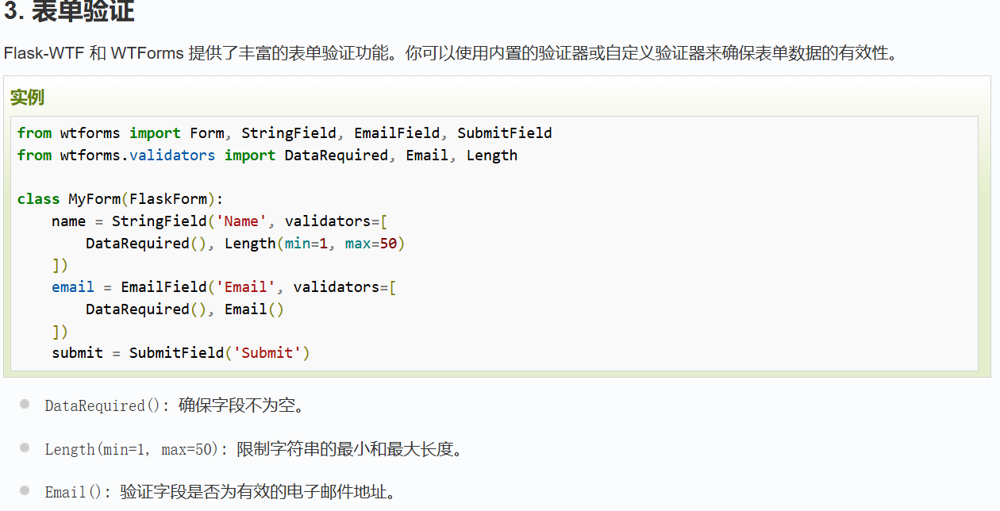 3. 表单验证
Flask-WTF 和 WTForms 提供了丰富的表单验证功能。你可以使用内置的验证器或自定义验证器来确保表单数据的有效性。
实例
from wtforms import Form, StringField, EmailField, SubmitField
from wtforms.validators import DataRequired, Email, Length

class MyForm(FlaskForm):
    name = StringField('Name', validators=[
        DataRequired(), Length(min=1, max=50)
    ])
    email = EmailField('Email', validators=[
        DataRequired(), Email()
    ])
    submit = SubmitField('Submit')
DataRequired(): 确保字段不为空。
Length(min=1, max=50): 限制字符串的最小和最大长度。
Email(): 验证字段是否为有效的电子邮件地址。